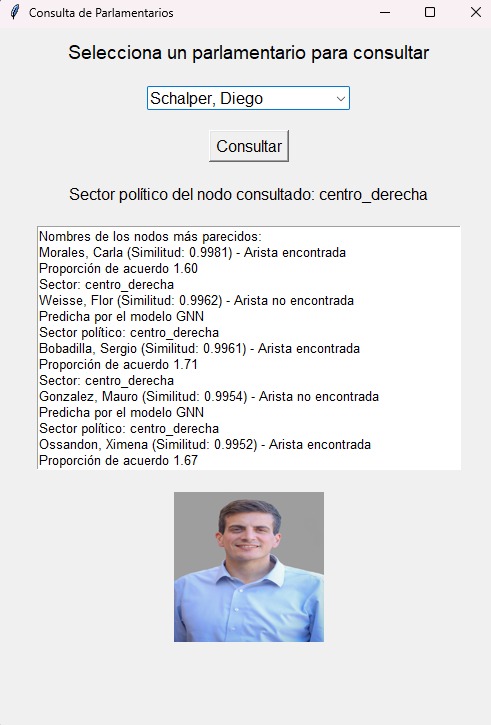 Consulta de Parlamentarios
Selecciona un parlamentario para consultar
Schalper, Diego
Consultar
Sector político del nodo consultado: centro_derecha
Nombres de los nodos más parecidos:
Morales, Carla (Similitud: 0.9981) - Arista encontrada
Proporción de acuerdo 1.60
Sector: centro_derecha
Weisse, Flor (Similitud: 0.9962) - Arista no encontrada
Predicha por el modelo GNN
Sector político: centro_derecha
Bobadilla, Sergio (Similitud: 0.9961) - Arista encontrada
Proporción de acuerdo 1.71
Sector: centro_derecha
Gonzalez, Mauro (Similitud: 0.9954) - Arista no encontrada
Predicha por el modelo GNN
Sector político: centro_derecha
Ossandon, Ximena (Similitud: 0.9952) - Arista encontrada
Proporción de acuerdo 1.67